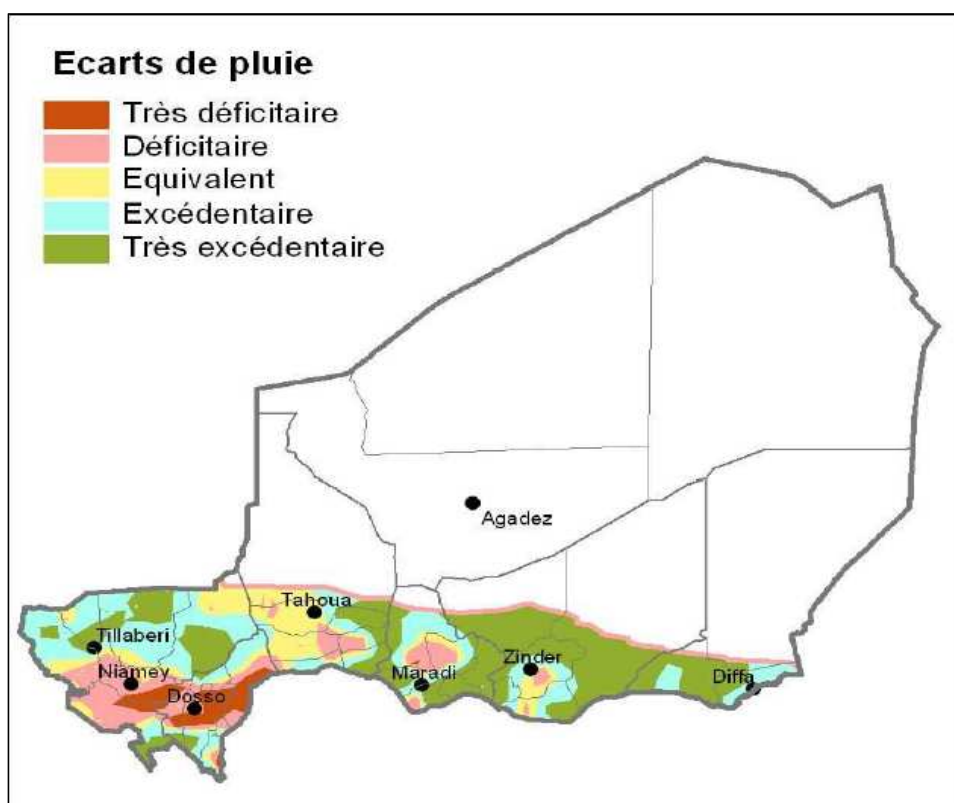 Ecarts de pluie
Très déficitaire
Déficitaire
Equivalent
Excédentaire
Très excédentaire
Agadez
Tahoua
Tillaberi
Zinder
Maradi
Niamey
Diffa
Dosso